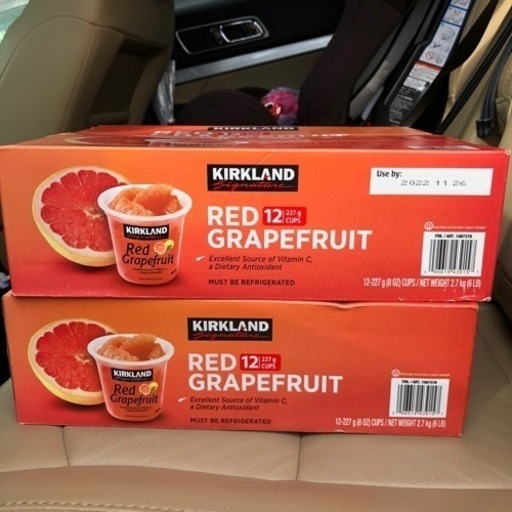 KIRKLAND
KIRKLAND
Signature
Use by:
2022.11.26
RED 12 227 g CUPS
GRAPEFRUIT
KIRKLAND
Red
Grapefruit
Excellent Source of Vitamin C,
a Dietary Antioxidant
MUST BE REFRIGERATED
12-227 g (8 OZ) CUPS / NET WEIGHT 2.7 kg (6 LB)
KIRKLAND
Signature
RED 12 227 g CUPS
GRAPEFRUIT
KIRKLAND
Red
Grapefruit
Excellent Source of Vitamin C,
a Dietary Antioxidant
MUST BE REFRIGERATED
12-227 g (8 OZ) CUPS / NET WEIGHT 2.7 kg (6 LB)